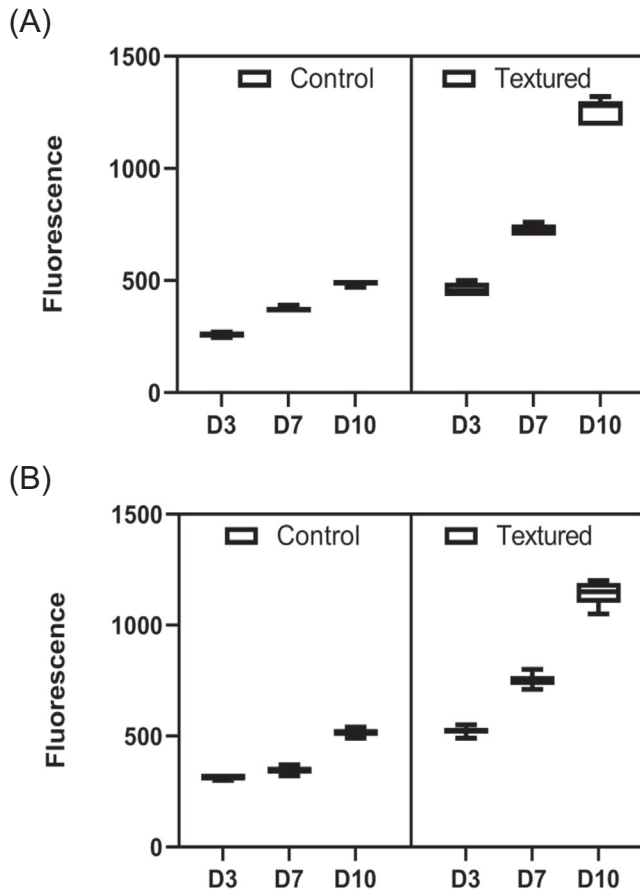 (A)
Fluorescence
1500
1000
500
0
Control
Textured
D3 D7 D10 D3 D7 D10
(B)
Fluorescence
1500
1000
500
0
Control
Textured
D3 D7 D10 D3 D7 D10